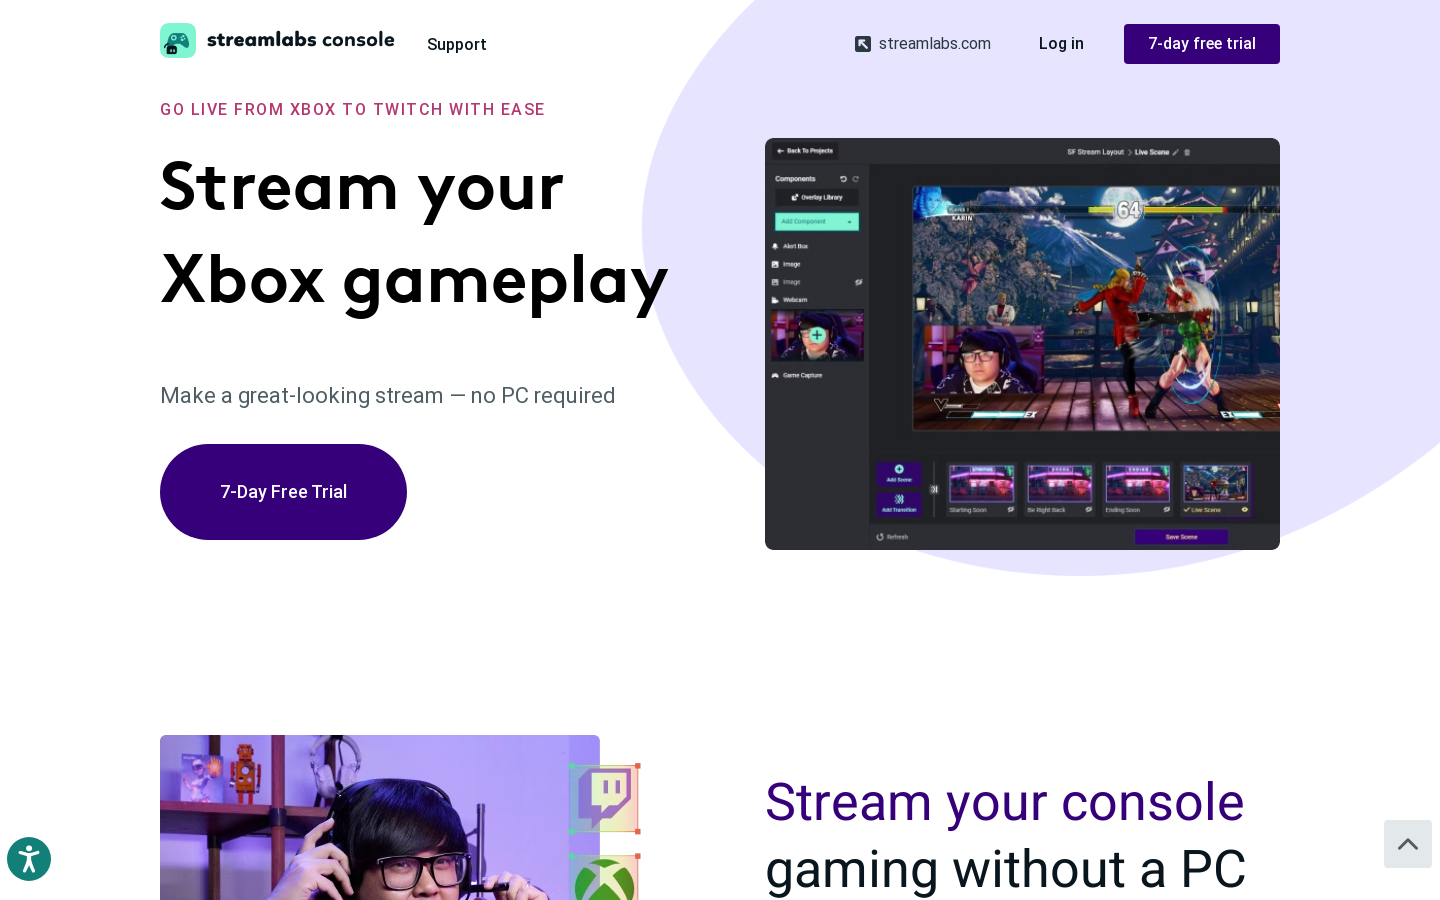 streamlabs console
Support
streamlabs.com
Log in
7-day free trial
GO LIVE FROM XBOX TO TWITCH WITH EASE
Stream your
Xbox gameplay
Make a great-looking stream — no PC required
7-Day Free Trial
Back To Projects
SF Stream Layout
Live Scene
Components
Overlay Library
Add Component
Alert Box
Image
Image
Webcam
Game Capture
64
KARIN
EX
EX
Add Scene
Add Transition
Starting Soon
Be Right Back
Ending Soon
Live Scene
Refresh
Save Scene
Stream your console
gaming without a PC